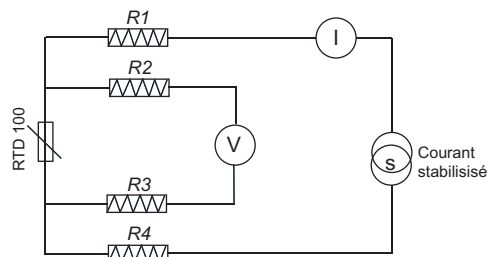 R1
I
R2
RTD 100
V
S
Courant
stabilisisé
R3
R4